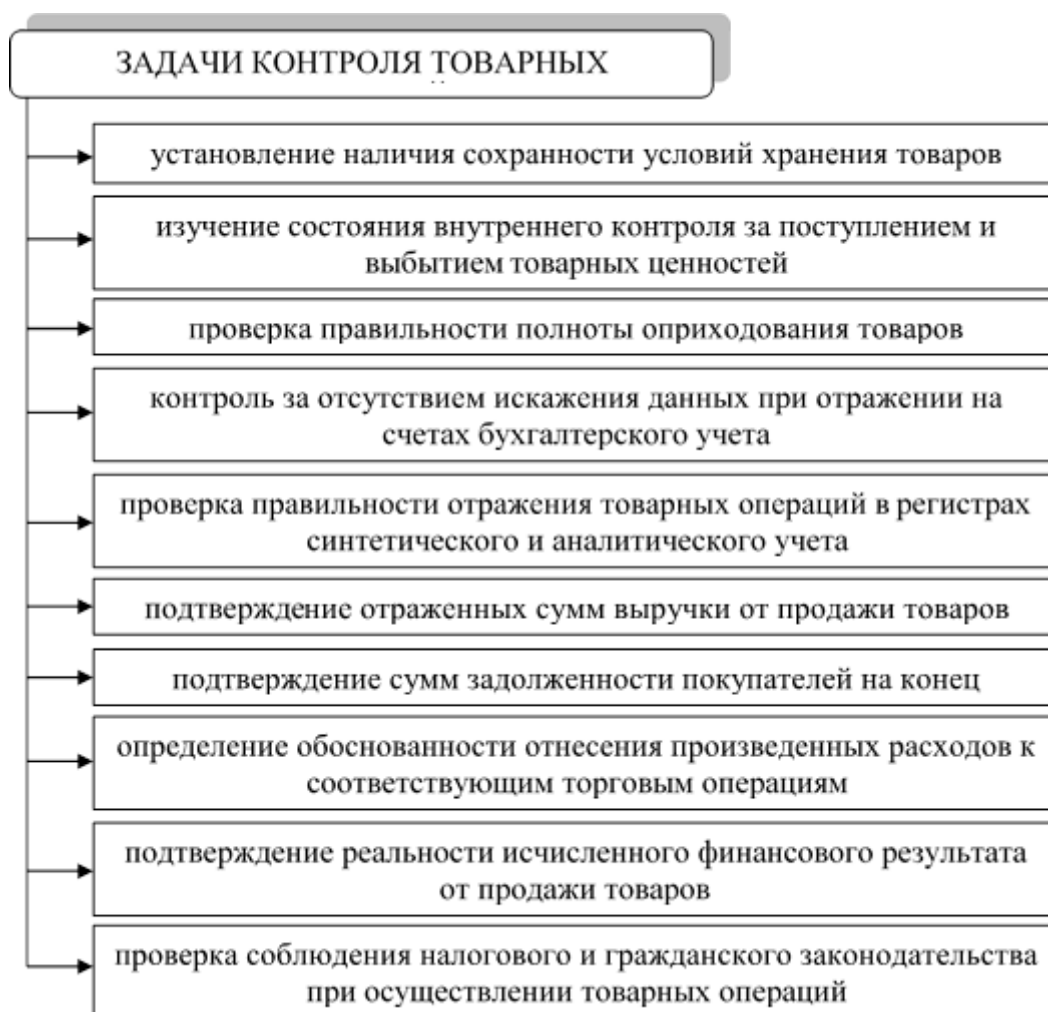 ЗАДАЧИ КОНТРОЛЯ ТОВАРНЫХ
установление наличия сохранности условий хранения товаров
изучение состояния внутреннего контроля за поступлением и
выбытием товарных ценностей
проверка правильности полноты оприходования товаров
контроль за отсутствием искажения данных при отражении на
счетах бухгалтерского учета
проверка правильности отражения товарных операций в регистрах
синтетического и аналитического учета
подтверждение отраженных сумм выручки от продажи товаров
подтверждение сумм задолженности покупателей на конец
определение обоснованности отнесения произведенных расходов к
соответствующим торговым операциям
подтверждение реальности исчисленного финансового результата
от продажи товаров
проверка соблюдения налогового и гражданского законодательства
при осуществлении товарных операций